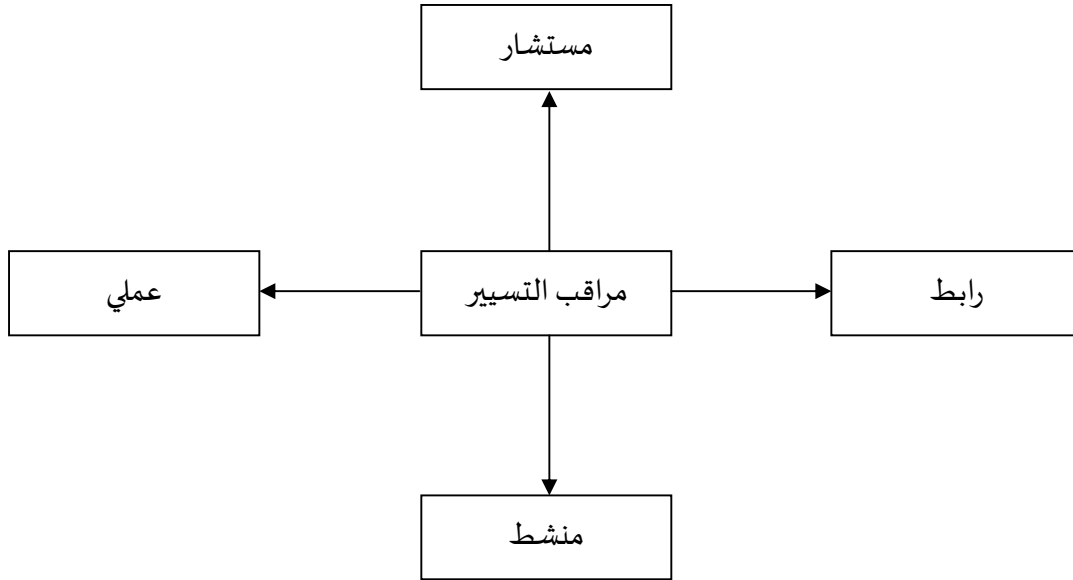 مستشار
رابط
مراقب التسيير
عملي
منشط